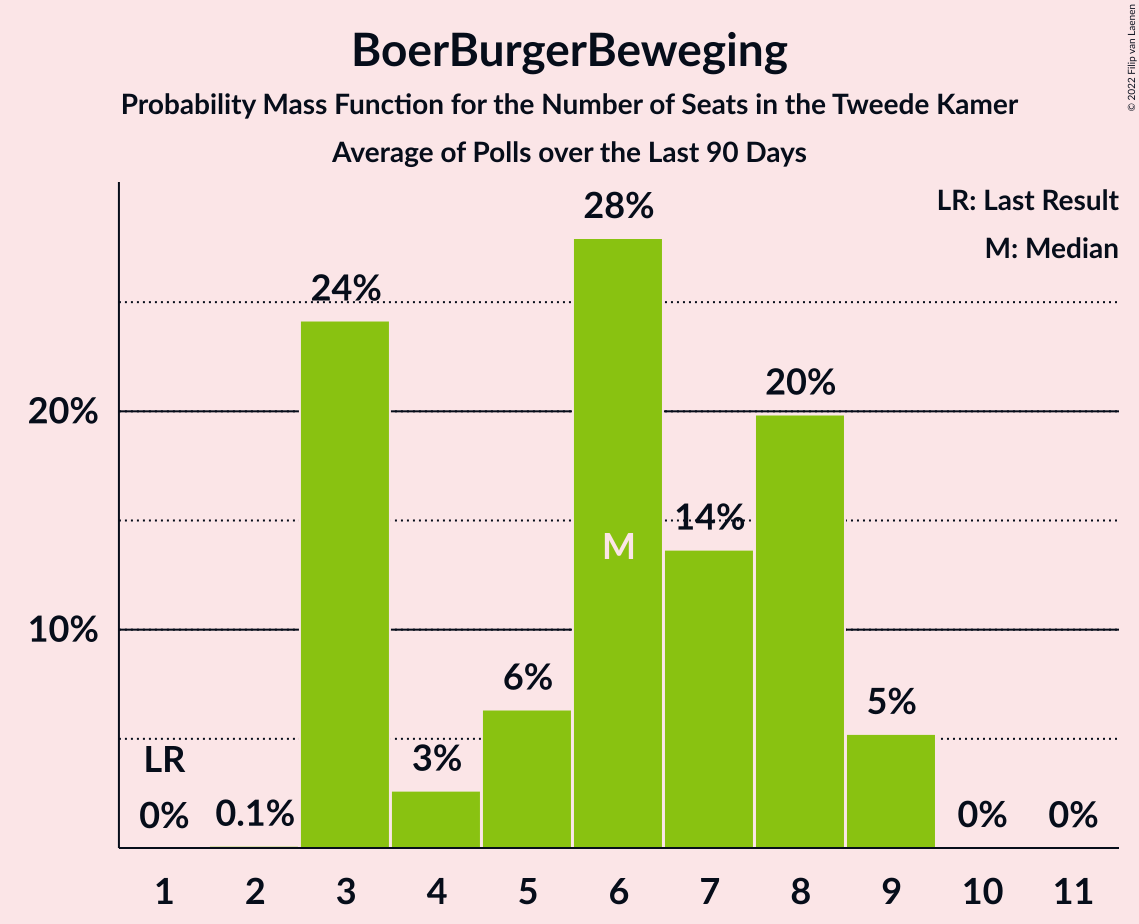 BoerBurgerBeweging
Probability Mass Function for the Number of Seats in the Tweede Kamer
Average of Polls over the Last 90 Days
© 2022 Filip van Laenen
LR: Last Result
M: Median
28%
24%
20%
20%
14%
M
10%
6%
5%
3%
LR
0%
0.1%
0%
0%
1 2 3 4 5 6 7 8 9 10 11